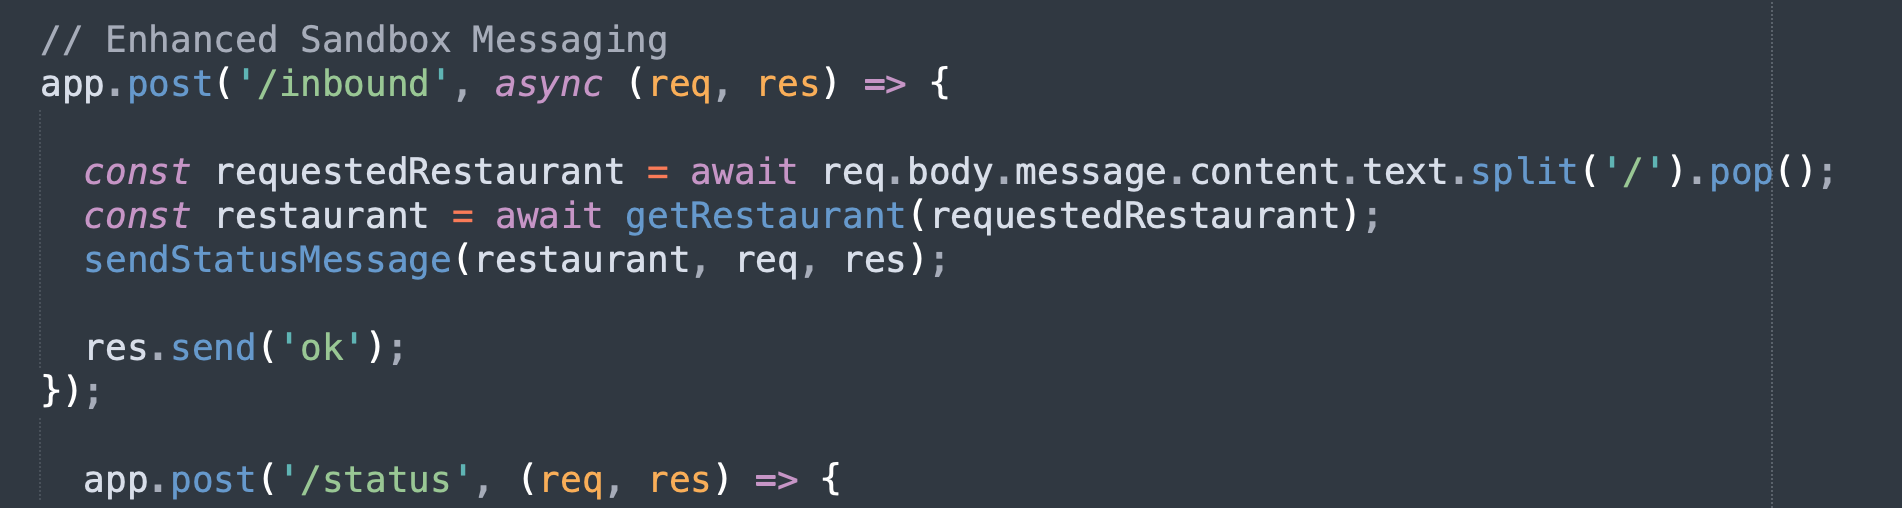 // Enhanced Sandbox Messaging
app.post('/inbound', async (req, res) => {
const requestedRestaurant = await req.body.message.content.text.split('/').pop();
const restaurant = await getRestaurant(requestedRestaurant);
sendStatusMessage(restaurant, req, res);
res.send('ok');
});
app.post('/status', (req, res) => {